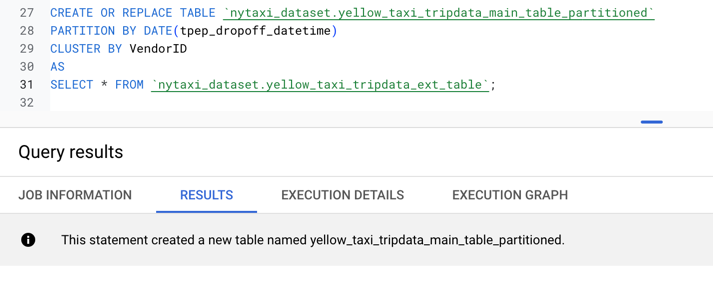 27 CREATE OR REPLACE TABLE `nytaxi_dataset.yellow_taxi_tripdata_main_table_partitioned`
28 PARTITION BY DATE(tpep_dropoff_datetime)
29 CLUSTER BY VendorID
30 AS
31 SELECT * FROM `nytaxi_dataset.yellow_taxi_tripdata_ext_table`;
32
Query results
JOB INFORMATION RESULTS EXECUTION DETAILS EXECUTION GRAPH
This statement created a new table named yellow_taxi_tripdata_main_table_partitioned.